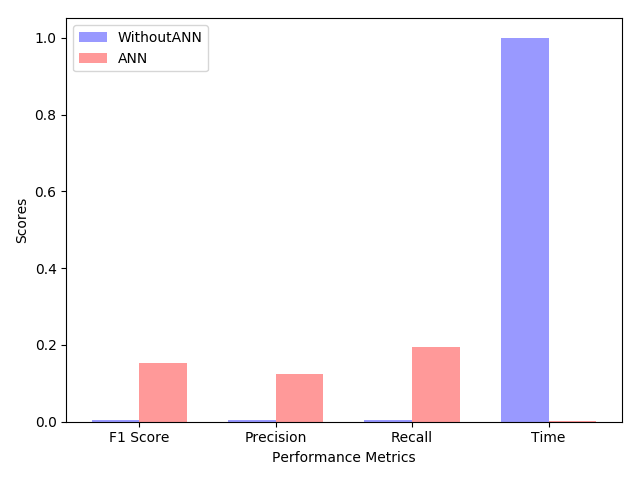 WithoutANN
ANN
Scores
1.0
0.8
0.6
0.4
0.2
0.0
F1 Score
Precision
Recall
Time
Performance Metrics